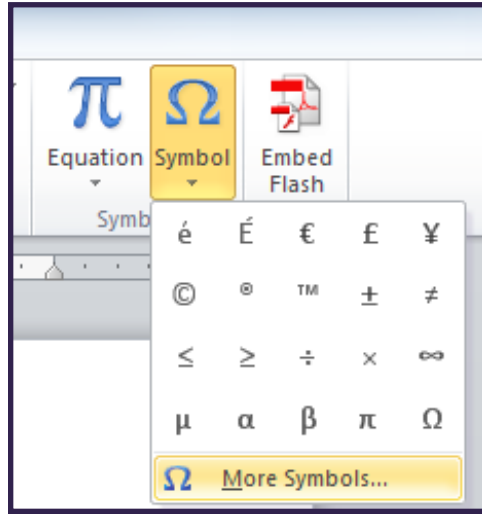 π Ω
Equation Symbol Embed
Flash
Symb
é É € £ ¥
© ® ™ ± ≠
≤ ≥ ÷ × ∞
µ α β π Ω
Ω More Symbols...